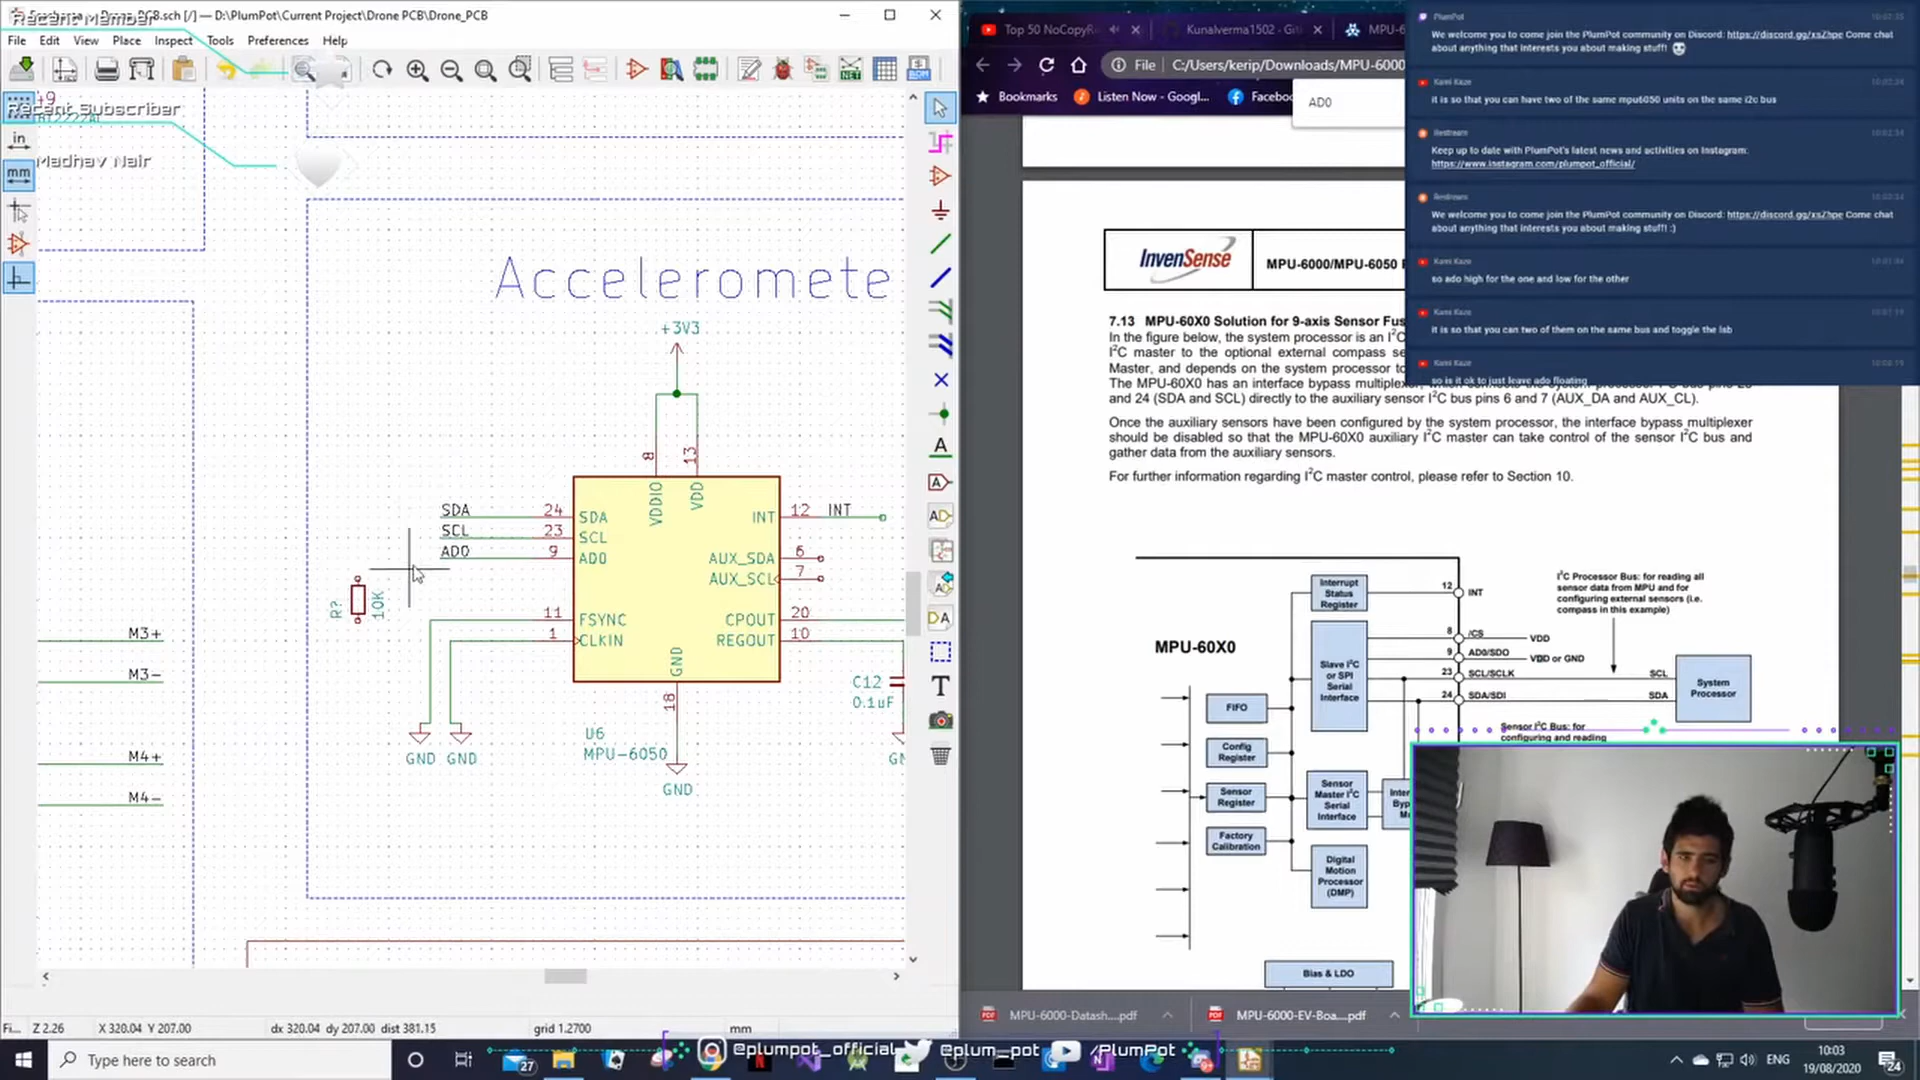 Drone_PCB.sch [/] — D:\PlumPot\Current Project\Drone PCB\Drone_PCB
Recent Member
File Edit View Place Inspect Tools Preferences Help
Recent Subscriber
Madhav Nair
in
mm
Acceleromete
+3V3
8
13
VDDIO
VDD
SDA 24 SDA
SCL 23 SCL
AD0 9 AD0
INT 12 INT
AUX_SDA 6
AUX_SCL 7
R?
10K
11 FSYNC
1 CLKIN
CPOUT 20
REGOUT 10
GND
18
C12
0.1uF
GND GND
U6
MPU-6050
GND
M3+
M3-
M4+
M4-
Z 2.26 X 320.04 Y 207.00 dx 320.04 dy 207.00 dist 381.15 grid 1.2700 mm
Top 50 NoCopyR
Kunalverma1502 - Git
MPU-6
File C:/Users/kerip/Downloads/MPU-6000
Bookmarks Listen Now - Googl... Faceboo
AD0
InvenSense
MPU-6000/MPU-6050
7.13 MPU-60X0 Solution for 9-axis Sensor Fus
In the figure below, the system processor is an I²C
I²C master to the optional external compass se
Master, and depends on the system processor to
The MPU-60X0 has an interface bypass multiplexer,
and 24 (SDA and SCL) directly to the auxiliary sensor I²C bus pins 6 and 7 (AUX_DA and AUX_CL).
Once the auxiliary sensors have been configured by the system processor, the interface bypass multiplexer
should be disabled so that the MPU-60X0 auxiliary I²C master can take control of the sensor I²C bus and
gather data from the auxiliary sensors.
For further information regarding I²C master control, please refer to Section 10.
MPU-60X0
Interrupt
Status
Register
12 INT
Slave I²C
or SPI
Serial
Interface
8 /CS VDD
9 AD0/SDO VDD or GND
23 SCL/SCLK SCL
24 SDA/SDI SDA
System
Processor
I²C Processor Bus: for reading all
sensor data from MPU and for
configuring external sensors (i.e.
compass in this example)
Sensor I²C Bus: for
configuring and reading
FIFO
Config
Register
Sensor
Register
Factory
Calibration
Sensor
Master I²C
Serial
Interface
Digital
Motion
Processor
(DMP)
Bias & LDO
PlumPot
We welcome you to come join the PlumPot community on Discord: https://discord.gg/xsZhpe Come chat
about anything that interests you about making stuff!
Kami Kaze
it is so that you can have two of the same mpu6050 units on the same i2c bus
Restream
Keep up to date with PlumPot's latest news and activities on Instagram:
https://www.instagram.com/plumpot_official/
Restream
We welcome you to come join the PlumPot community on Discord: https://discord.gg/xsZhpe Come chat
about anything that interests you about making stuff! :)
Kami Kaze
so ado high for the one and low for the other
Kami Kaze
it is so that you can two of them on the same bus and toggle the lsb
Kami Kaze
so is it ok to just leave ado floating
MPU-6000-Datash....pdf
MPU-6000-EV-Boa....pdf
Type here to search
27
@plumpot_official @plum_pot /PlumPot
ENG
10:03
19/08/2020
24